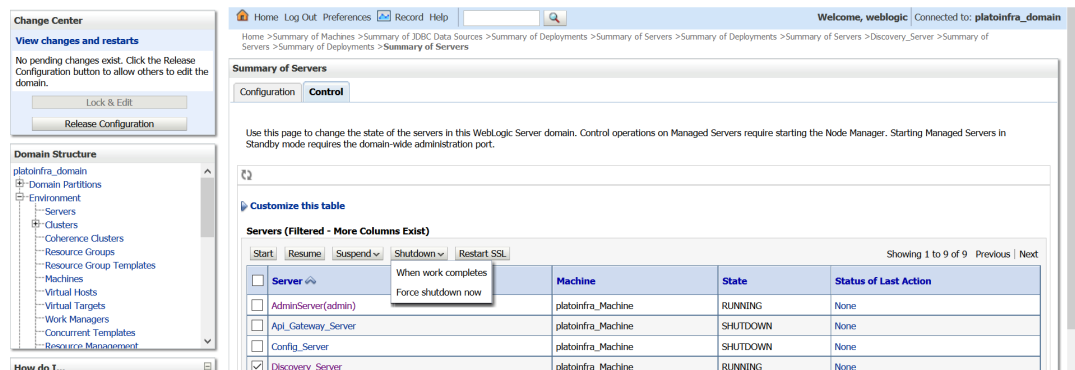 Change Center
View changes and restarts
No pending changes exist. Click the Release
Configuration button to allow others to edit the
domain.
Lock & Edit
Release Configuration
Domain Structure
platoinfra_domain
Domain Partitions
Environment
Servers
Clusters
Coherence Clusters
Resource Groups
Resource Group Templates
Machines
Virtual Hosts
Virtual Targets
Work Managers
Concurrent Templates
Resource Management
How do I...
Home Log Out Preferences Record Help
Welcome, weblogic Connected to: platoinfra_domain
Home >Summary of Machines >Summary of JDBC Data Sources >Summary of Deployments >Summary of Servers >Summary of Deployments >Summary of Servers >Discovery_Server >Summary of
Servers >Summary of Deployments >Summary of Servers
Summary of Servers
Configuration Control
Use this page to change the state of the servers in this WebLogic Server domain. Control operations on Managed Servers require starting the Node Manager. Starting Managed Servers in
Standby mode requires the domain-wide administration port.
Customize this table
Servers (Filtered - More Columns Exist)
Start Resume Suspend Shutdown Restart SSL
Showing 1 to 9 of 9 Previous | Next
When work completes
Force shutdown now
Server Machine State Status of Last Action
AdminServer(admin) platoinfra_Machine RUNNING None
Api_Gateway_Server platoinfra_Machine SHUTDOWN None
Config_Server platoinfra_Machine SHUTDOWN None
Discovery_Server platoinfra_Machine RUNNING None